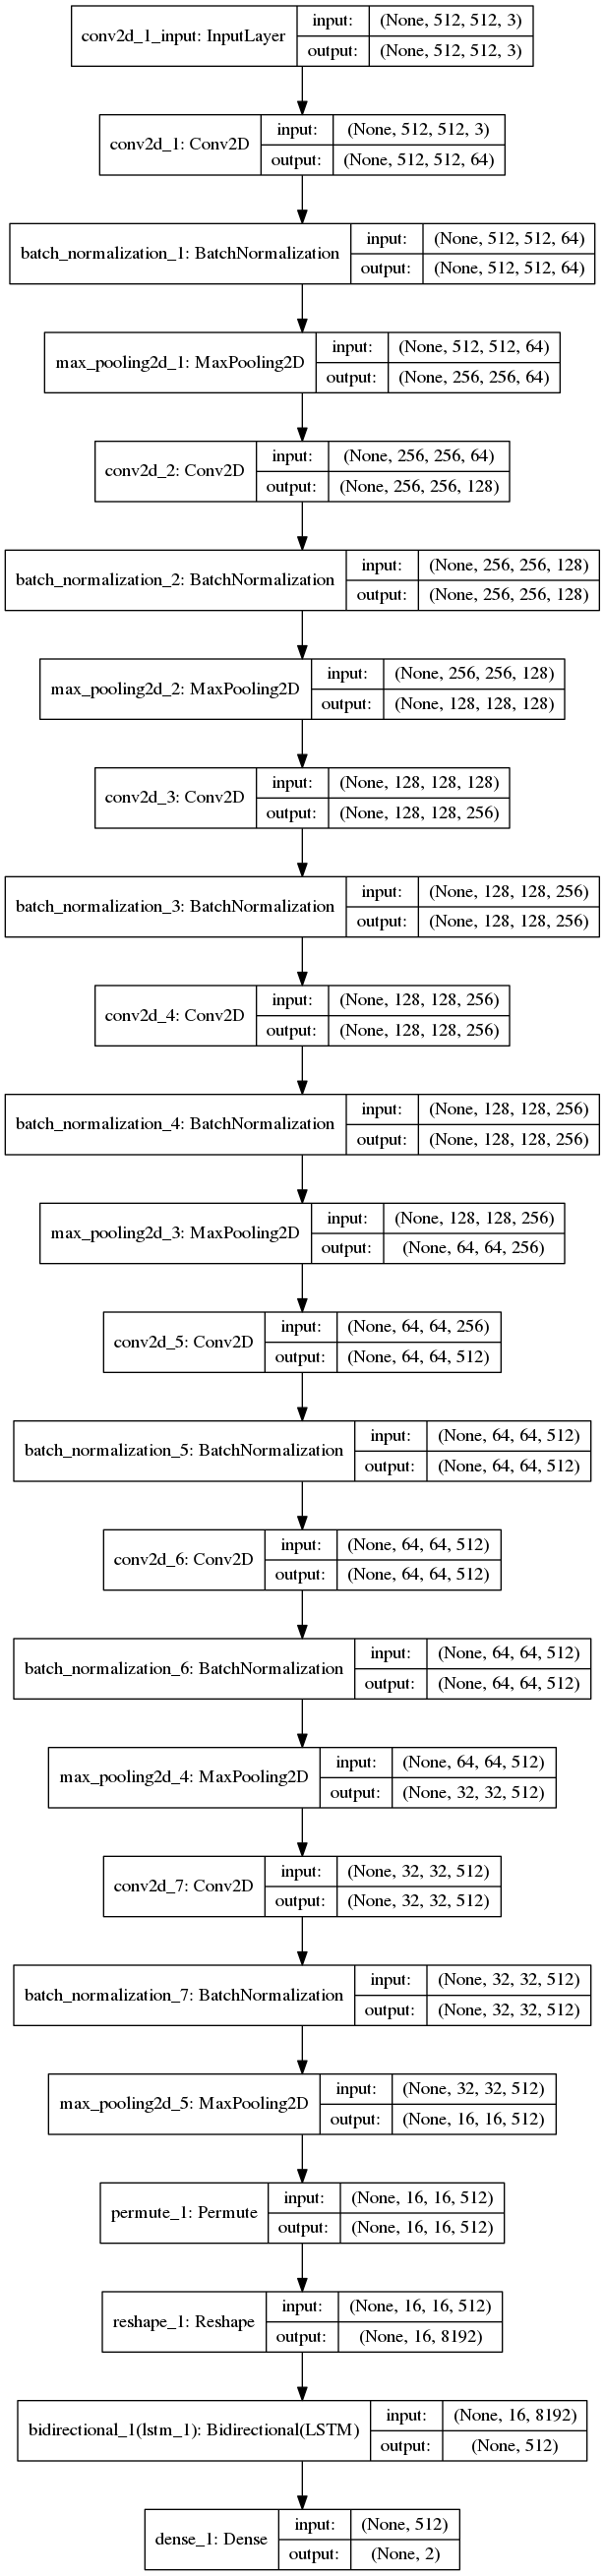 conv2d_1_input: InputLayer
input: (None, 512, 512, 3)
output: (None, 512, 512, 3)
conv2d_1: Conv2D
input: (None, 512, 512, 3)
output: (None, 512, 512, 64)
batch_normalization_1: BatchNormalization
input: (None, 512, 512, 64)
output: (None, 512, 512, 64)
max_pooling2d_1: MaxPooling2D
input: (None, 512, 512, 64)
output: (None, 256, 256, 64)
conv2d_2: Conv2D
input: (None, 256, 256, 64)
output: (None, 256, 256, 128)
batch_normalization_2: BatchNormalization
input: (None, 256, 256, 128)
output: (None, 256, 256, 128)
max_pooling2d_2: MaxPooling2D
input: (None, 256, 256, 128)
output: (None, 128, 128, 128)
conv2d_3: Conv2D
input: (None, 128, 128, 128)
output: (None, 128, 128, 256)
batch_normalization_3: BatchNormalization
input: (None, 128, 128, 256)
output: (None, 128, 128, 256)
conv2d_4: Conv2D
input: (None, 128, 128, 256)
output: (None, 128, 128, 256)
batch_normalization_4: BatchNormalization
input: (None, 128, 128, 256)
output: (None, 128, 128, 256)
max_pooling2d_3: MaxPooling2D
input: (None, 128, 128, 256)
output: (None, 64, 64, 256)
conv2d_5: Conv2D
input: (None, 64, 64, 256)
output: (None, 64, 64, 512)
batch_normalization_5: BatchNormalization
input: (None, 64, 64, 512)
output: (None, 64, 64, 512)
conv2d_6: Conv2D
input: (None, 64, 64, 512)
output: (None, 64, 64, 512)
batch_normalization_6: BatchNormalization
input: (None, 64, 64, 512)
output: (None, 64, 64, 512)
max_pooling2d_4: MaxPooling2D
input: (None, 64, 64, 512)
output: (None, 32, 32, 512)
conv2d_7: Conv2D
input: (None, 32, 32, 512)
output: (None, 32, 32, 512)
batch_normalization_7: BatchNormalization
input: (None, 32, 32, 512)
output: (None, 32, 32, 512)
max_pooling2d_5: MaxPooling2D
input: (None, 32, 32, 512)
output: (None, 16, 16, 512)
permute_1: Permute
input: (None, 16, 16, 512)
output: (None, 16, 16, 512)
reshape_1: Reshape
input: (None, 16, 16, 512)
output: (None, 16, 8192)
bidirectional_1(lstm_1): Bidirectional(LSTM)
input: (None, 16, 8192)
output: (None, 512)
dense_1: Dense
input: (None, 512)
output: (None, 2)